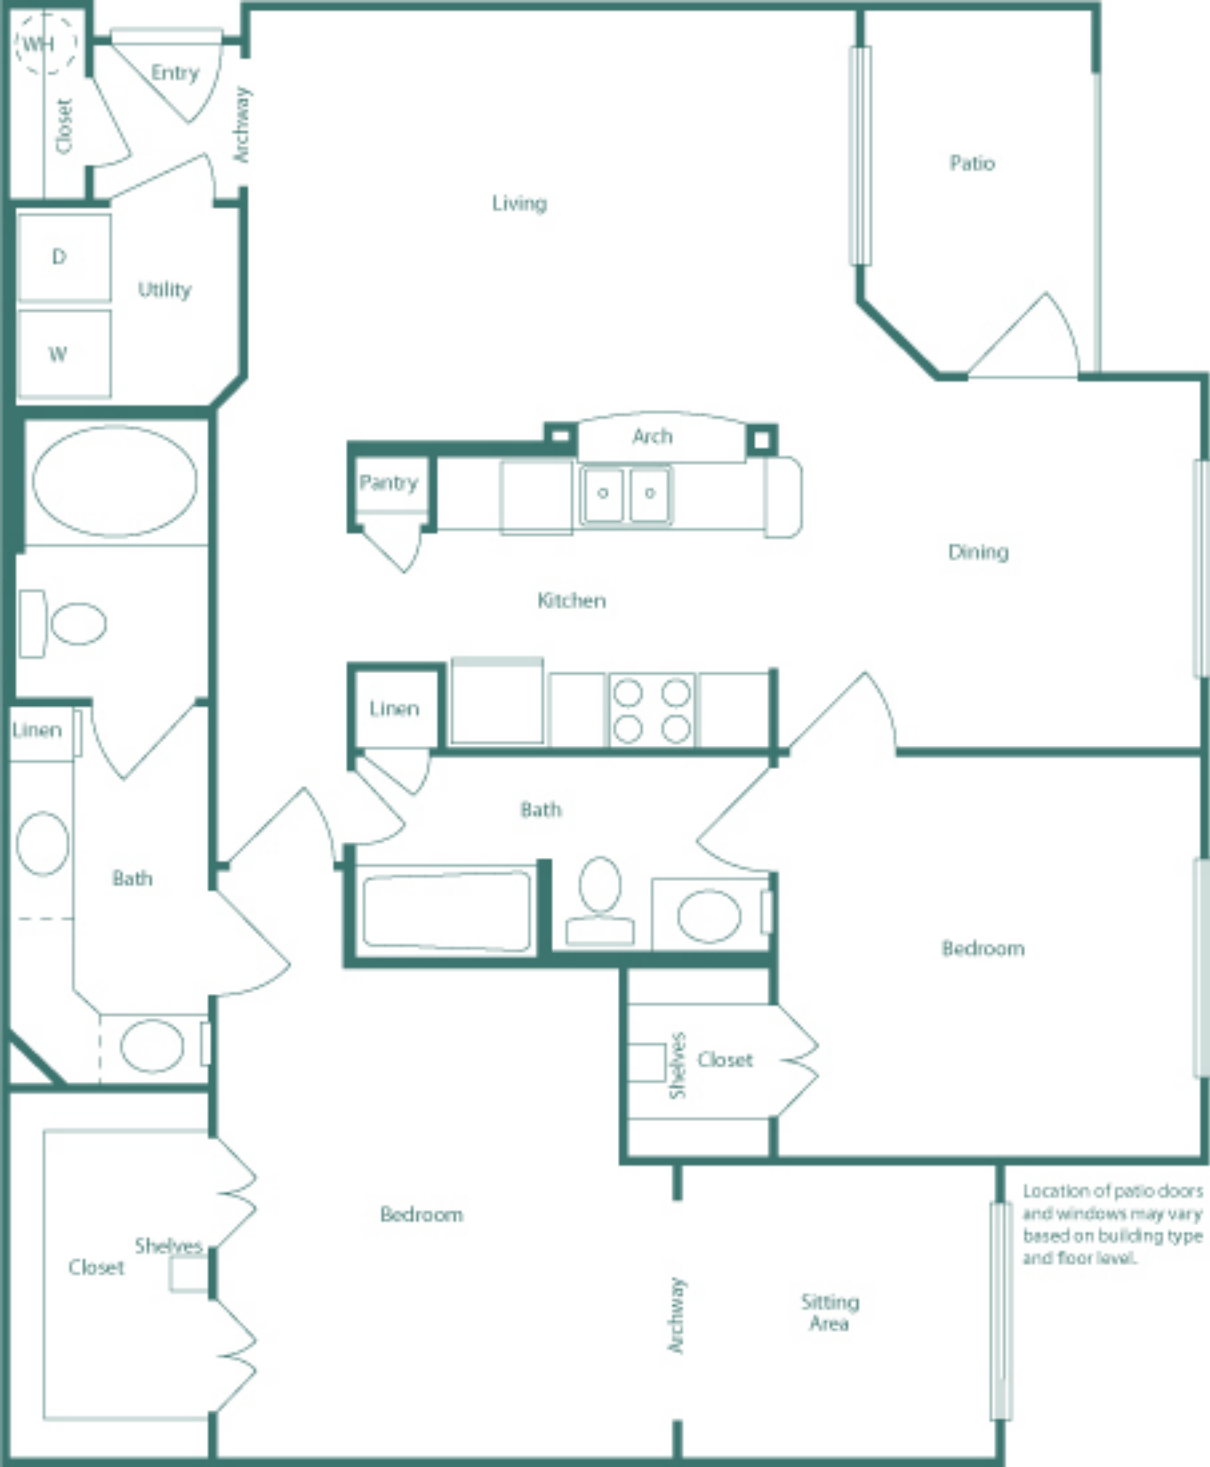 WH
Entry
Closet
Archway
Patio
Living
D
Utility
W
Arch
Pantry
Dining
Kitchen
Linen
Linen
Bath
Bath
Bedroom
Shelves
Closet
Location of patio doors
and windows may vary
based on building type
and floor level.
Bedroom
Shelves
Closet
Archway
Sitting
Area